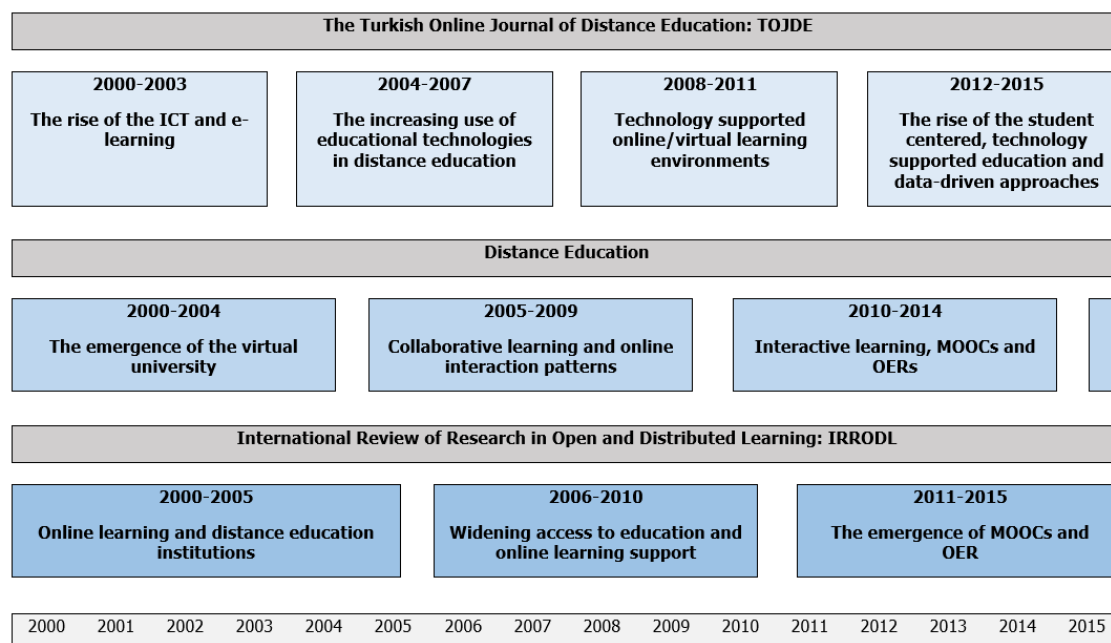 The Turkish Online Journal of Distance Education: TOJDE
2000-2003
The rise of the ICT and e-
learning
2004-2007
The increasing use of
educational technologies
in distance education
2008-2011
Technology supported
online/virtual learning
environments
2012-2015
The rise of the student
centered, technology
supported education and
data-driven approaches
Distance Education
2000-2004
The emergence of the virtual
university
2005-2009
Collaborative learning and online
interaction patterns
2010-2014
Interactive learning, MOOCs and
OERs
International Review of Research in Open and Distributed Learning: IRRODL
2000-2005
Online learning and distance education
institutions
2006-2010
Widening access to education and
online learning support
2011-2015
The emergence of MOOCs and
OER
2000 2001 2002 2003 2004 2005 2006 2007 2008 2009 2010 2011 2012 2013 2014 2015